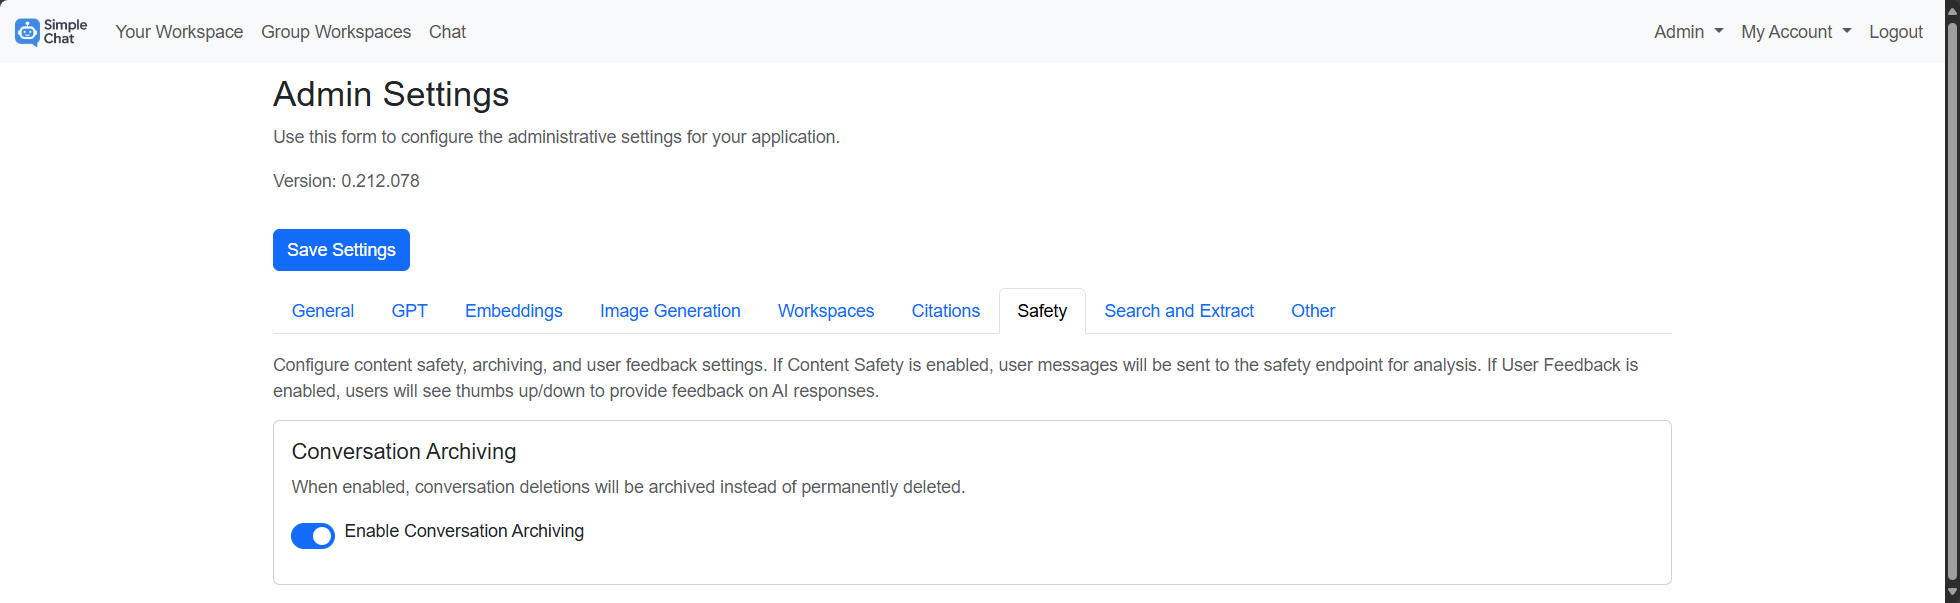 Simple
Chat
Your Workspace Group Workspaces Chat Admin My Account Logout
Admin Settings
Use this form to configure the administrative settings for your application.
Version: 0.212.078
Save Settings
General GPT Embeddings Image Generation Workspaces Citations Safety Search and Extract Other
Configure content safety, archiving, and user feedback settings. If Content Safety is enabled, user messages will be sent to the safety endpoint for analysis. If User Feedback is
enabled, users will see thumbs up/down to provide feedback on AI responses.
Conversation Archiving
When enabled, conversation deletions will be archived instead of permanently deleted.
Enable Conversation Archiving